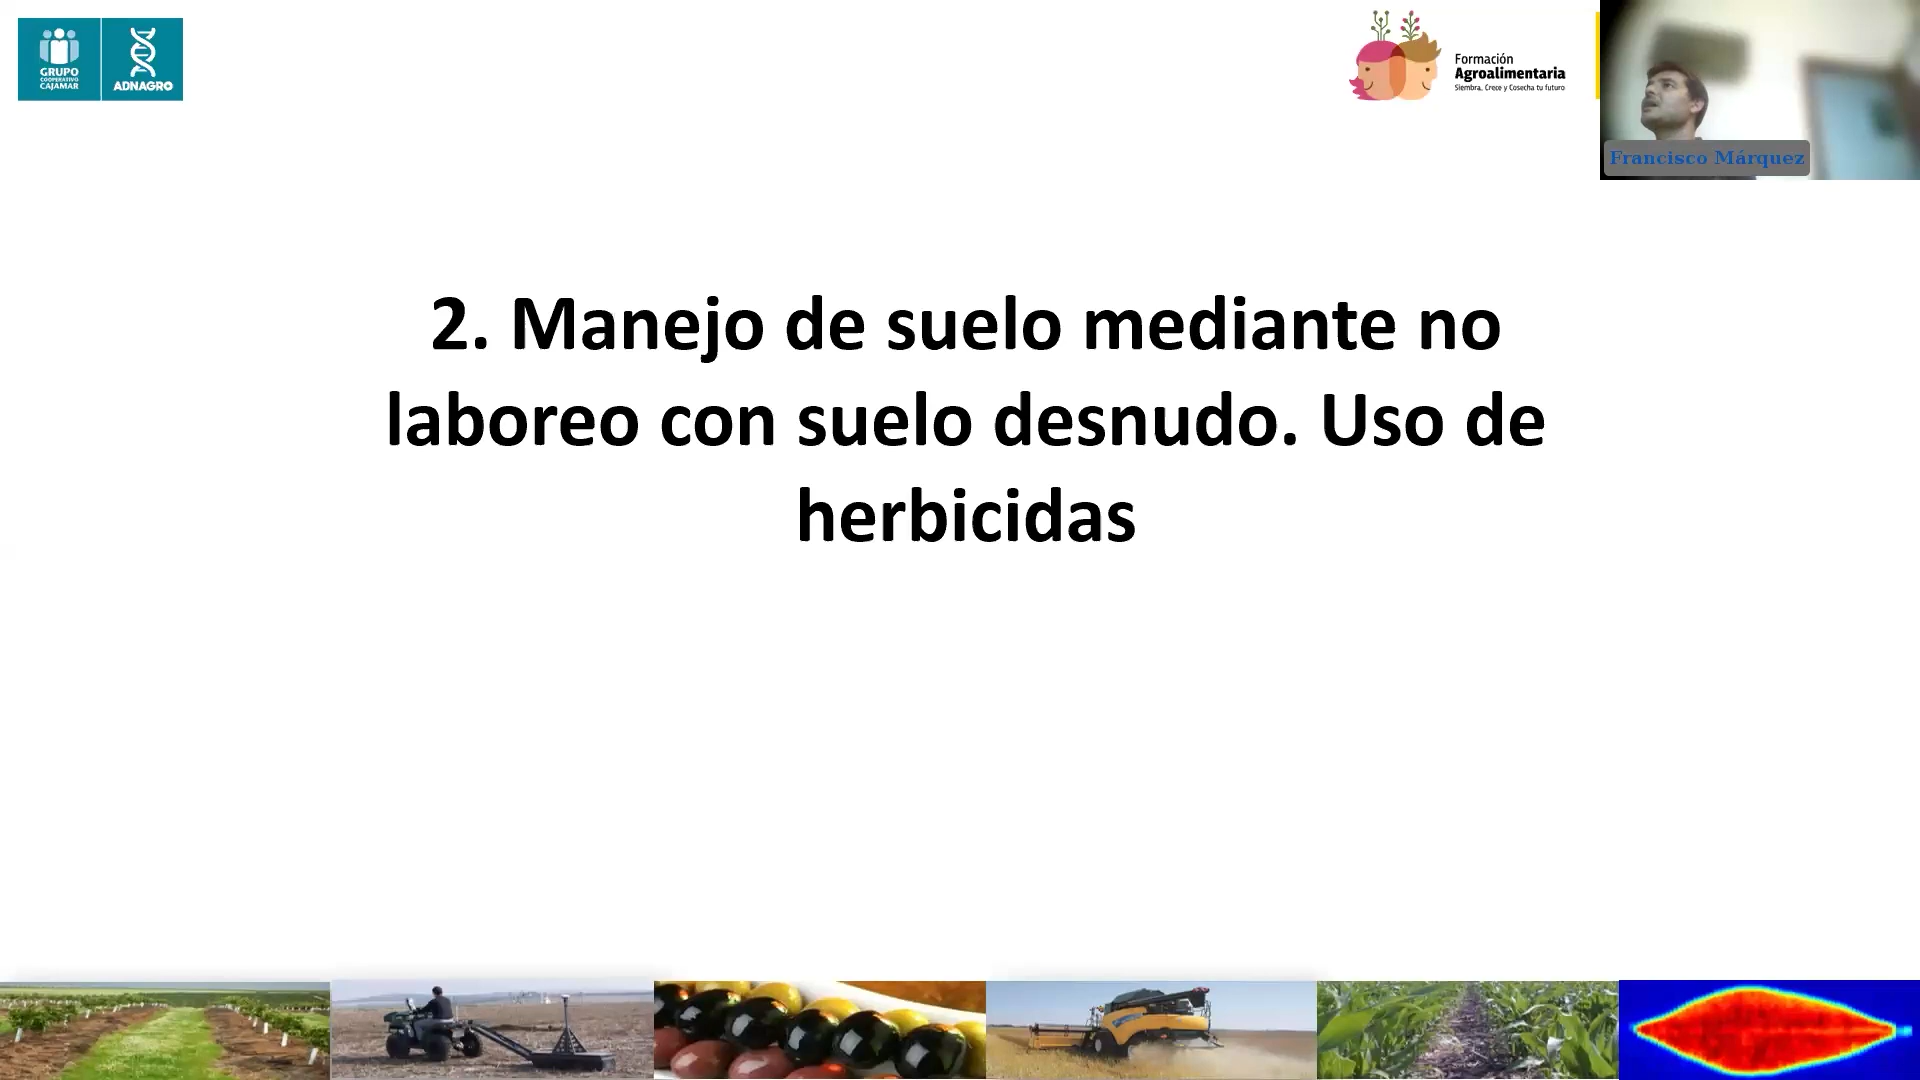 GRUPO
COOPERATIVO
CAJAMAR
ADNAGRO
Formación
Agroalimentaria
Siembra, Crece y Cosecha tu futuro
Francisco Márquez
2. Manejo de suelo mediante no
laboreo con suelo desnudo. Uso de
herbicidas